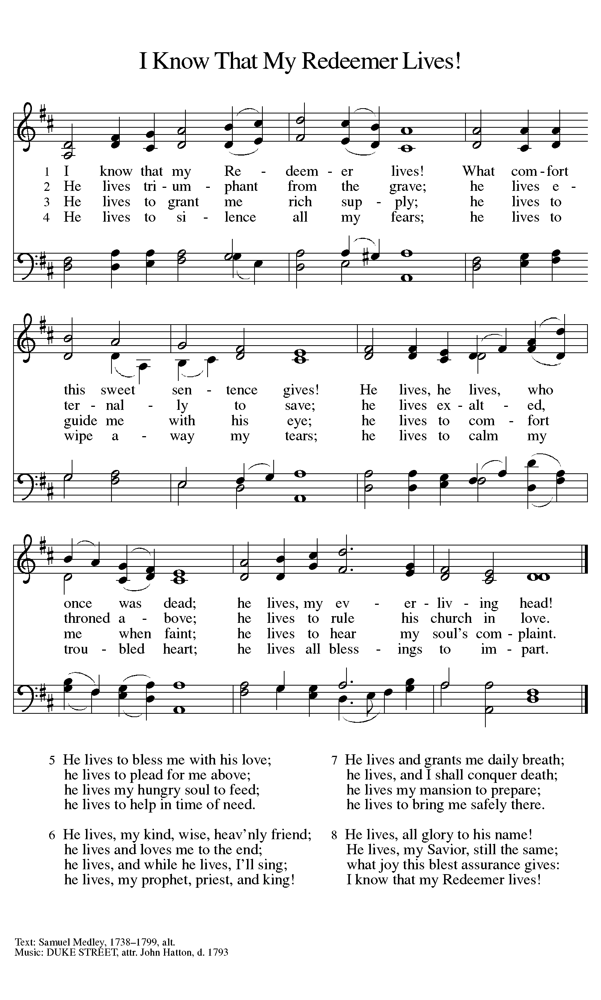 I Know That My Redeemer Lives!
1 I know that my Re - deem - er lives! What com - fort
2 He lives tri - um - phant from the grave; he lives e -
3 He lives to grant me rich sup - ply; he lives to
4 He lives to si - lence all my fears; he lives to
this sweet sen - tence gives! He lives, he lives, who
ter - nal - ly to save; he lives ex - alt - ed,
guide me with his eye; he lives to com - fort
wipe a - way my tears; he lives to calm my
once was dead; he lives, my ev - er - liv - ing head!
throned a - bove; he lives to rule his church in love.
me when faint; he lives to hear my soul's com - plaint.
trou - bled heart; he lives all bless - ings to im - part.
5 He lives to bless me with his love;
he lives to plead for me above;
he lives my hungry soul to feed;
he lives to help in time of need.
6 He lives, my kind, wise, heav'nly friend;
he lives and loves me to the end;
he lives, and while he lives, I'll sing;
he lives, my prophet, priest, and king!
7 He lives and grants me daily breath;
he lives, and I shall conquer death;
he lives my mansion to prepare;
he lives to bring me safely there.
8 He lives, all glory to his name!
He lives, my Savior, still the same;
what joy this blest assurance gives:
I know that my Redeemer lives!
Text: Samuel Medley, 1738–1799, alt.
Music: DUKE STREET, attr. John Hatton, d. 1793